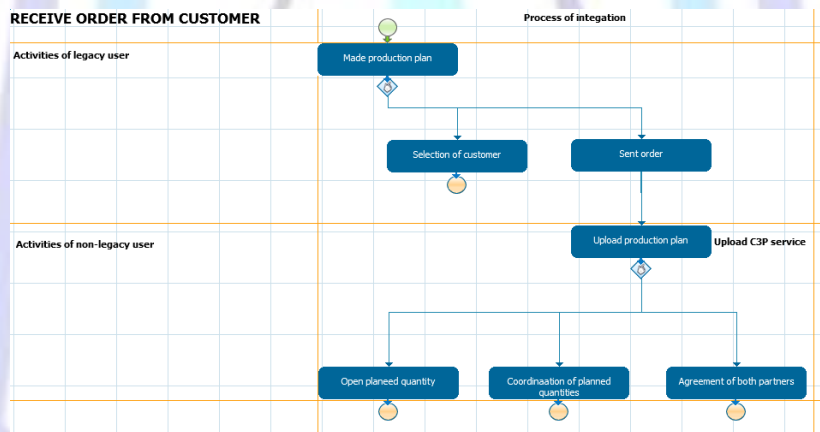 RECEIVE ORDER FROM CUSTOMER
Process of integation
Activities of legacy user
Made production plan
Selection of customer
Sent order
Activities of non-legacy user
Upload production plan
Upload C3P service
Open planeed quantity
Coordinaation of planned
quantities
Agreement of both partners